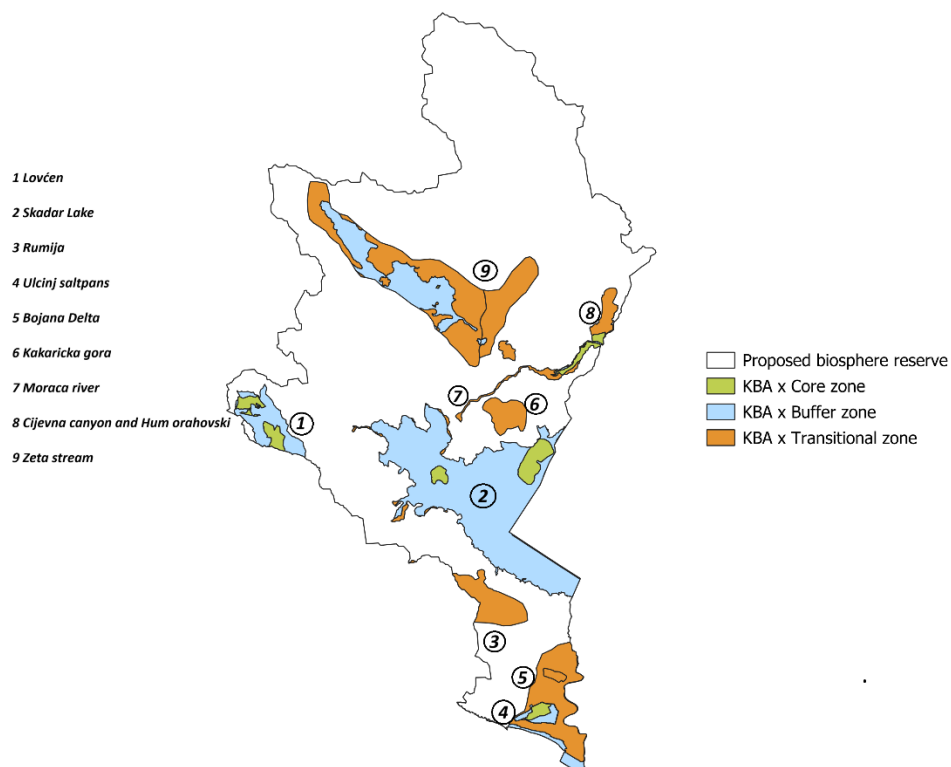 1 Lovćen
2 Skadar Lake
3 Rumija
4 Ulcinj saltpans
5 Bojana Delta
6 Kakaricka gora
7 Moraca river
8 Cijevna canyon and Hum orahovski
9 Zeta stream
9
8
7
6
1
2
3
5
4
Proposed biosphere reserve
KBA x Core zone
KBA x Buffer zone
KBA x Transitional zone